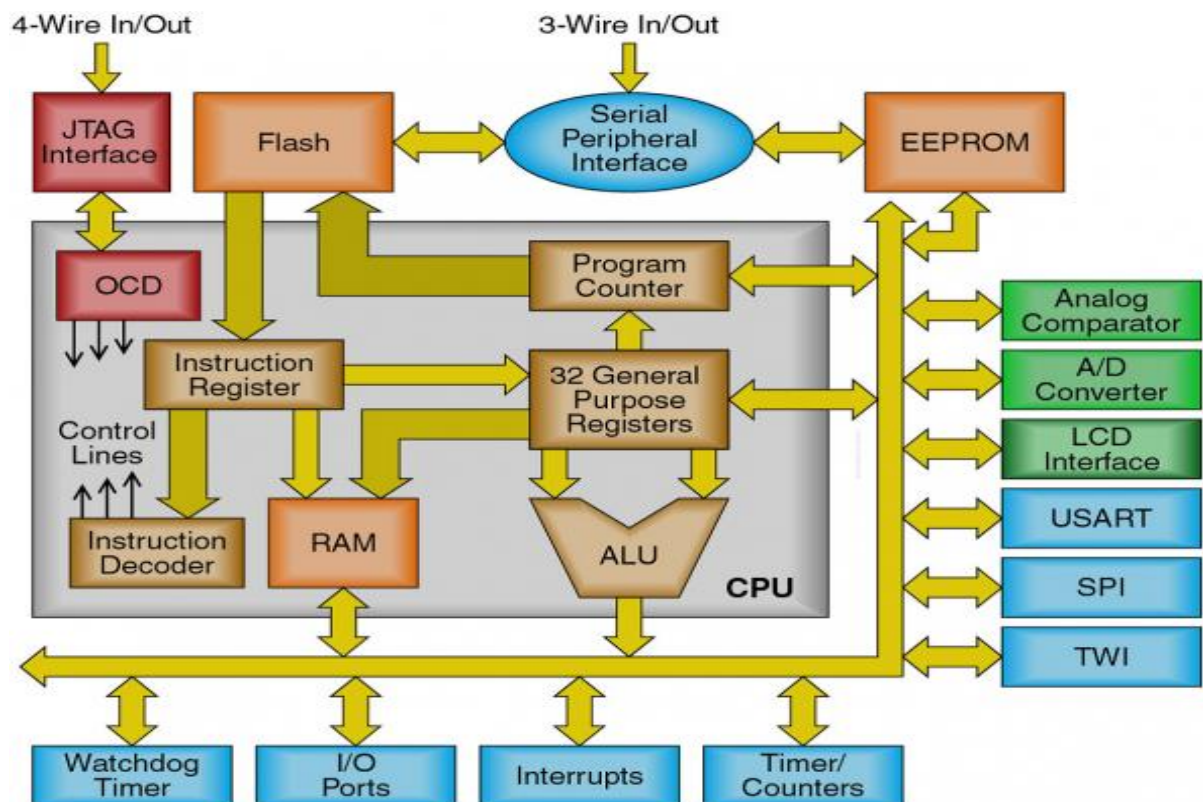 4-Wire In/Out
3-Wire In/Out
JTAG
Interface
Flash
Serial
Peripheral
Interface
EEPROM
OCD
Program
Counter
Instruction
Register
32 General
Purpose
Registers
Control
Lines
Instruction
Decoder
RAM
ALU
CPU
Analog
Comparator
A/D
Converter
LCD
Interface
USART
SPI
TWI
Watchdog
Timer
I/O
Ports
Interrupts
Timer/
Counters